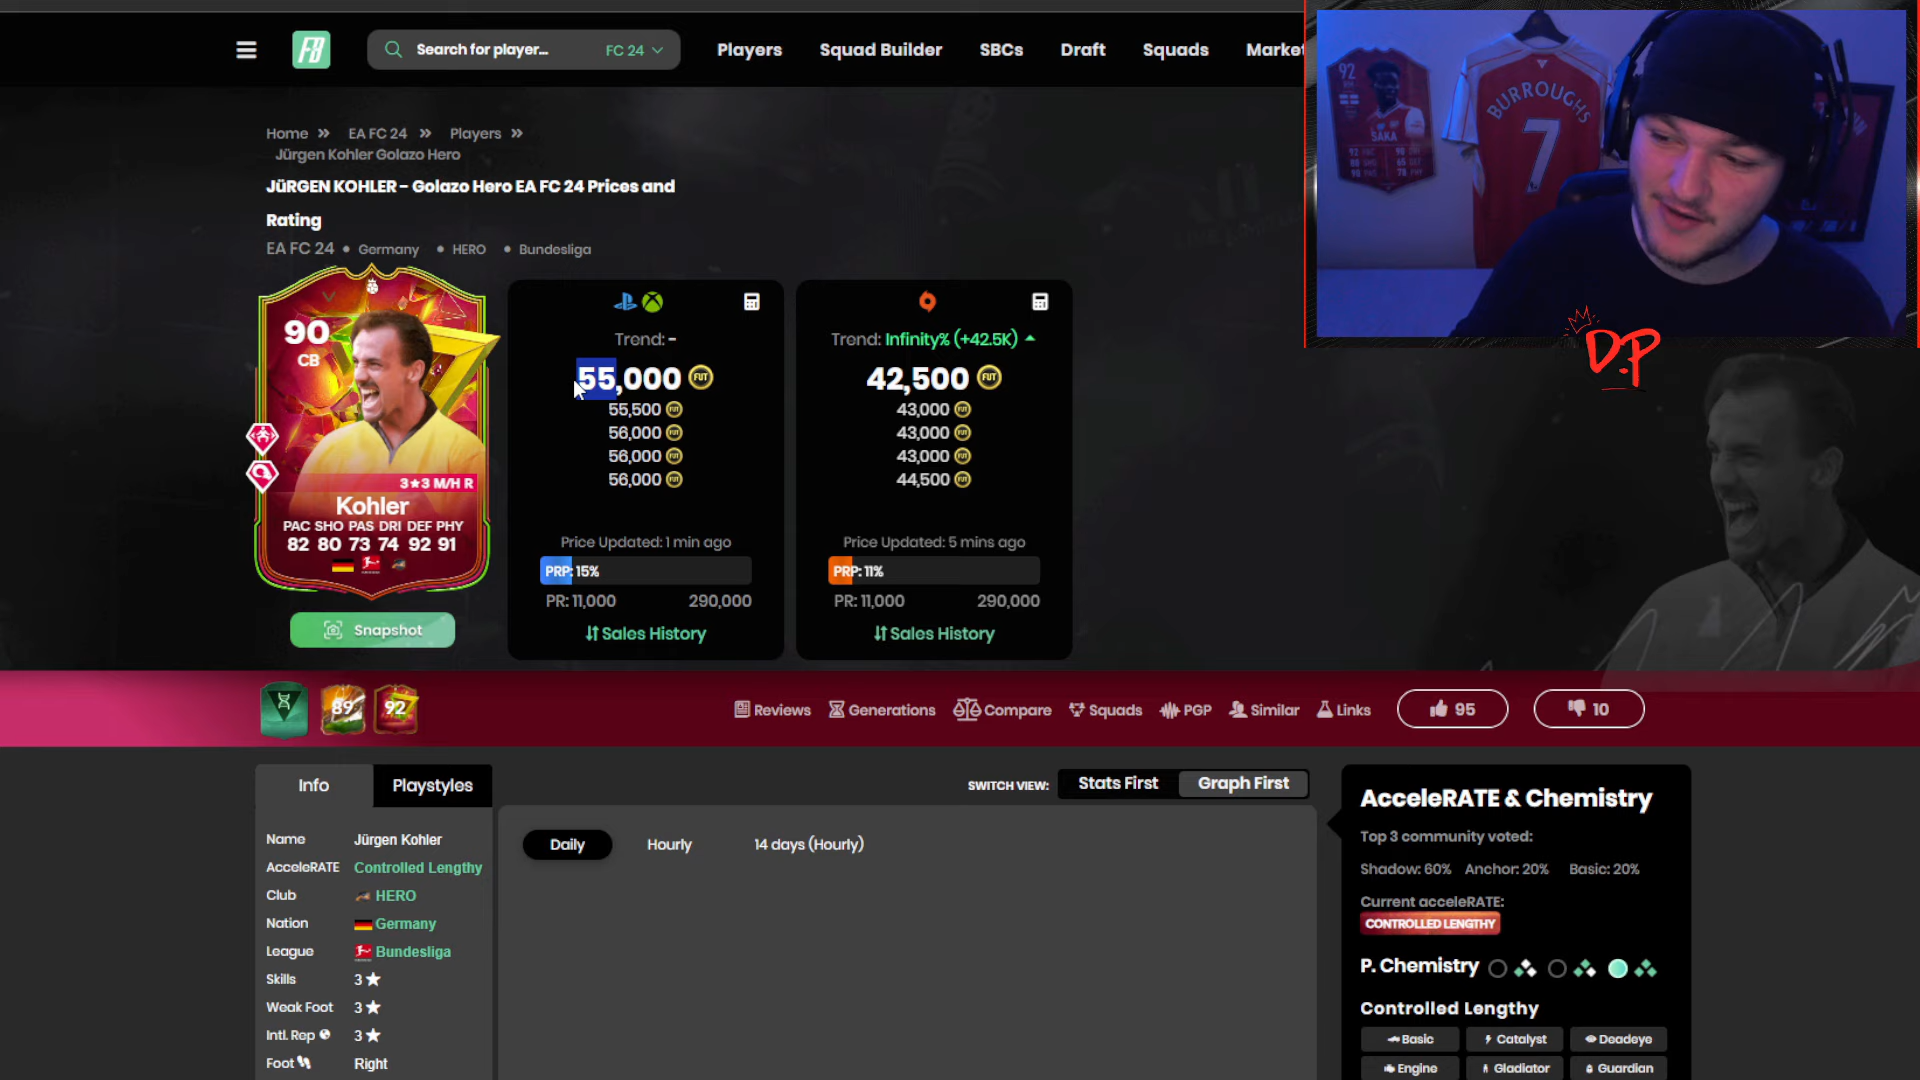 Search for player...
FC 24
Players
Squad Builder
SBCs
Draft
Squads
Market
Home » EA FC 24 » Players »
Jürgen Kohler Golazo Hero
JüRGEN KOHLER - Golazo Hero EA FC 24 Prices and
Rating
EA FC 24 • Germany • HERO • Bundesliga
90
CB
3★3 M/H R
Kohler
PAC SHO PAS DRI DEF PHY
82 80 73 74 92 91
Snapshot
Trend: -
55,000
55,500
56,000
56,000
56,000
Price Updated: 1 min ago
PRP: 15%
PR: 11,000 290,000
Sales History
Trend: Infinity% (+42.5K)
42,500
43,000
43,000
43,000
44,500
Price Updated: 5 mins ago
PRP: 11%
PR: 11,000 290,000
Sales History
92
SAKA
BURROUGHS
7
D.P
89
92
Reviews
Generations
Compare
Squads
PGP
Similar
Links
95
10
Info
Playstyles
Name Jürgen Kohler
AcceleRATE Controlled Lengthy
Club HERO
Nation Germany
League Bundesliga
Skills 3★
Weak Foot 3★
Intl. Rep 3★
Foot Right
SWITCH VIEW: Stats First Graph First
Daily
Hourly
14 days (Hourly)
AcceleRATE & Chemistry
Top 3 community voted:
Shadow: 60% Anchor: 20% Basic: 20%
Current acceleRATE:
CONTROLLED LENGTHY
P. Chemistry
Controlled Lengthy
Basic Catalyst Deadeye
Engine Gladiator Guardian